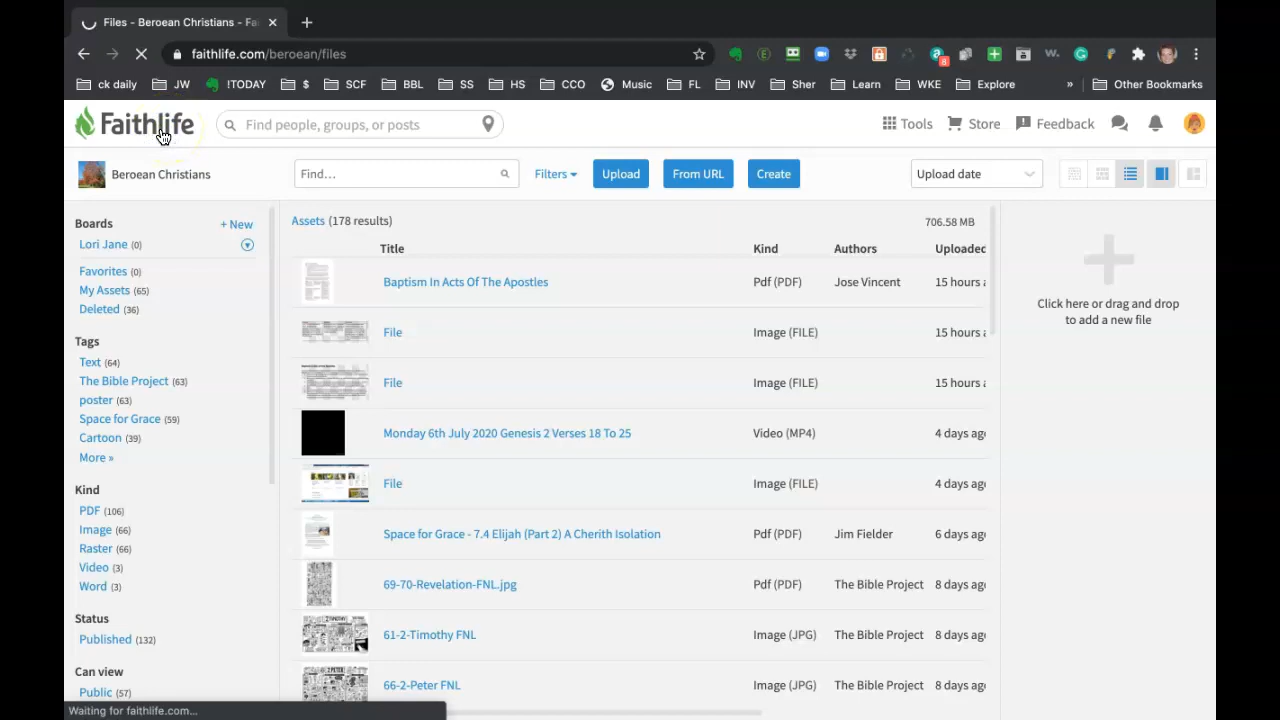 Files - Beroean Christians - Fai
faithlife.com/beroean/files
8
ck daily JW !TODAY $ SCF BBL SS HS CCO Music FL INV Sher Learn WKE Explore » Other Bookmarks
Faithlife
Find people, groups, or posts
Tools Store Feedback
Beroean Christians
Find...
Filters
Upload
From URL
Create
Upload date
Boards
+ New
Lori Jane (0)
Favorites (0)
My Assets (65)
Deleted (36)
Tags
Text (64)
The Bible Project (63)
poster (63)
Space for Grace (59)
Cartoon (39)
More »
Kind
PDF (106)
Image (66)
Raster (66)
Video (3)
Word (3)
Status
Published (132)
Can view
Public (57)
Assets (178 results)
706.58 MB
Title Kind Authors Uploaded
Baptism In Acts Of The Apostles Pdf (PDF) Jose Vincent 15 hours a
File Image (FILE) 15 hours a
File Image (FILE) 15 hours a
Monday 6th July 2020 Genesis 2 Verses 18 To 25 Video (MP4) 4 days ago
File Image (FILE) 4 days ago
Space for Grace - 7.4 Elijah (Part 2) A Cherith Isolation Pdf (PDF) Jim Fielder 6 days ago
69-70-Revelation-FNL.jpg Pdf (PDF) The Bible Project 8 days ago
61-2-Timothy FNL Image (JPG) The Bible Project 8 days ago
66-2-Peter FNL Image (JPG) The Bible Project 8 days ago
Click here or drag and drop
to add a new file
Waiting for faithlife.com...